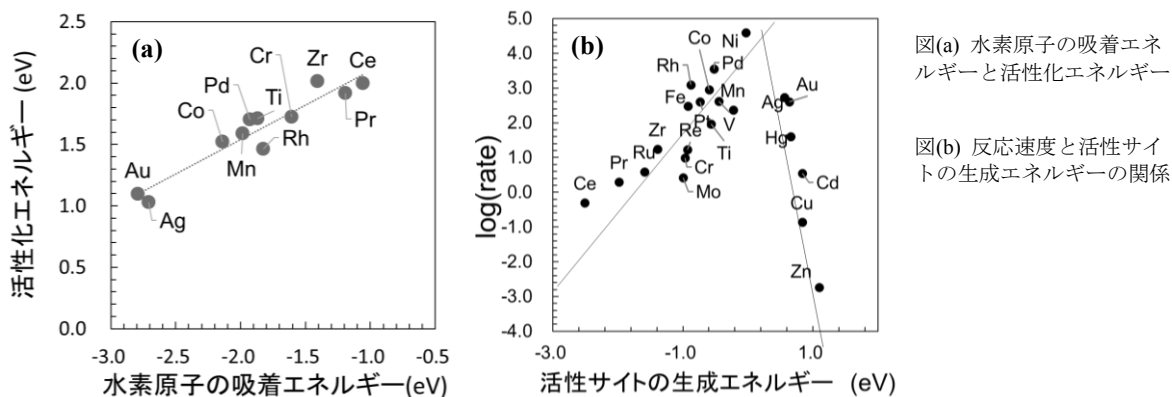 (a)
活性化エネルギー (eV)
2.5
2.0
1.5
1.0
0.5
0.0
Zr
Ce
Cr
Pd
Ti
Co
Pr
Rh
Mn
Au
Ag
-3.0
-2.5
-2.0
-1.5
-1.0
-0.5
水素原子の吸着エネルギー(eV)
(b)
log(rate)
5.0
4.0
3.0
2.0
1.0
0.0
-1.0
-2.0
-3.0
-4.0
Ni
Co
Pd
Rh
Mn
Au
Fe
Ag
Pt
V
Zr
Re
Hg
Ti
Pr
Ru
Cr
Ce
Mo
Cd
Cu
Zn
-3.0
-1.0
1.0
活性サイトの生成エネルギー (eV)
図(a) 水素原子の吸着エネ
ルギーと活性化エネルギー
図(b) 反応速度と活性サイ
トの生成エネルギーの関係